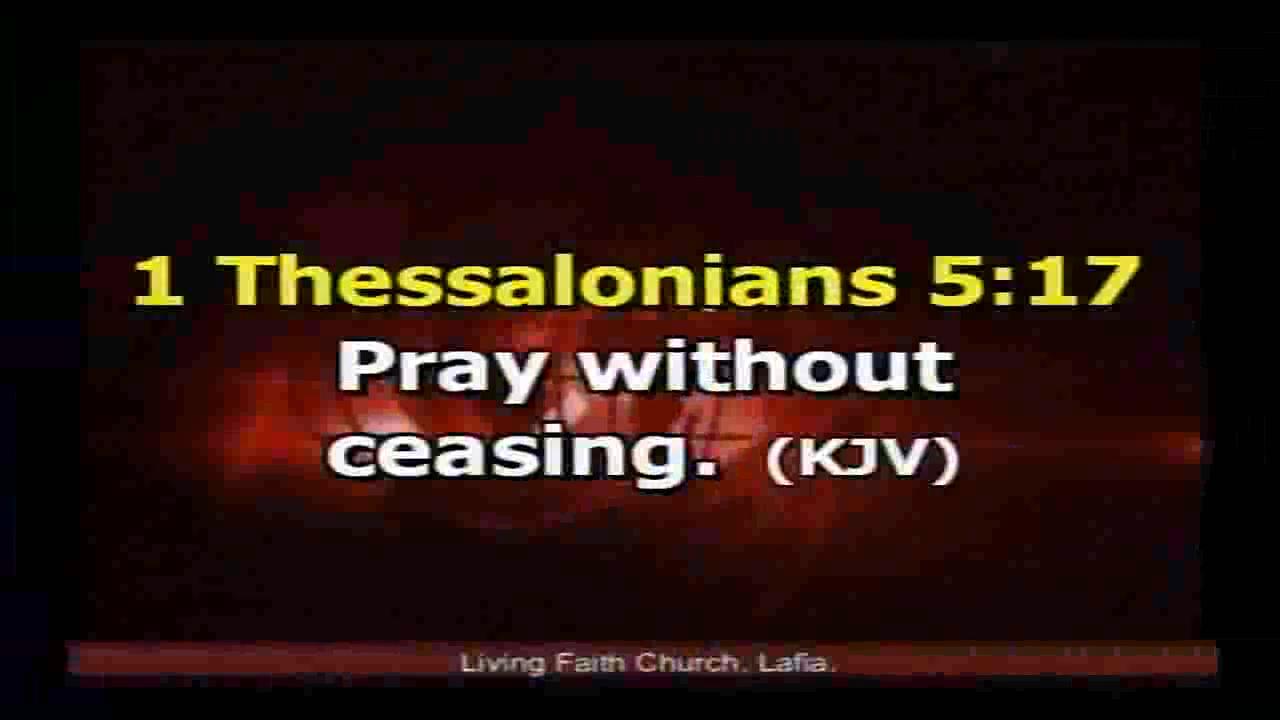 1 Thessalonians 5:17
Pray without
ceasing. (KJV)
Living Faith Church. Lafia.